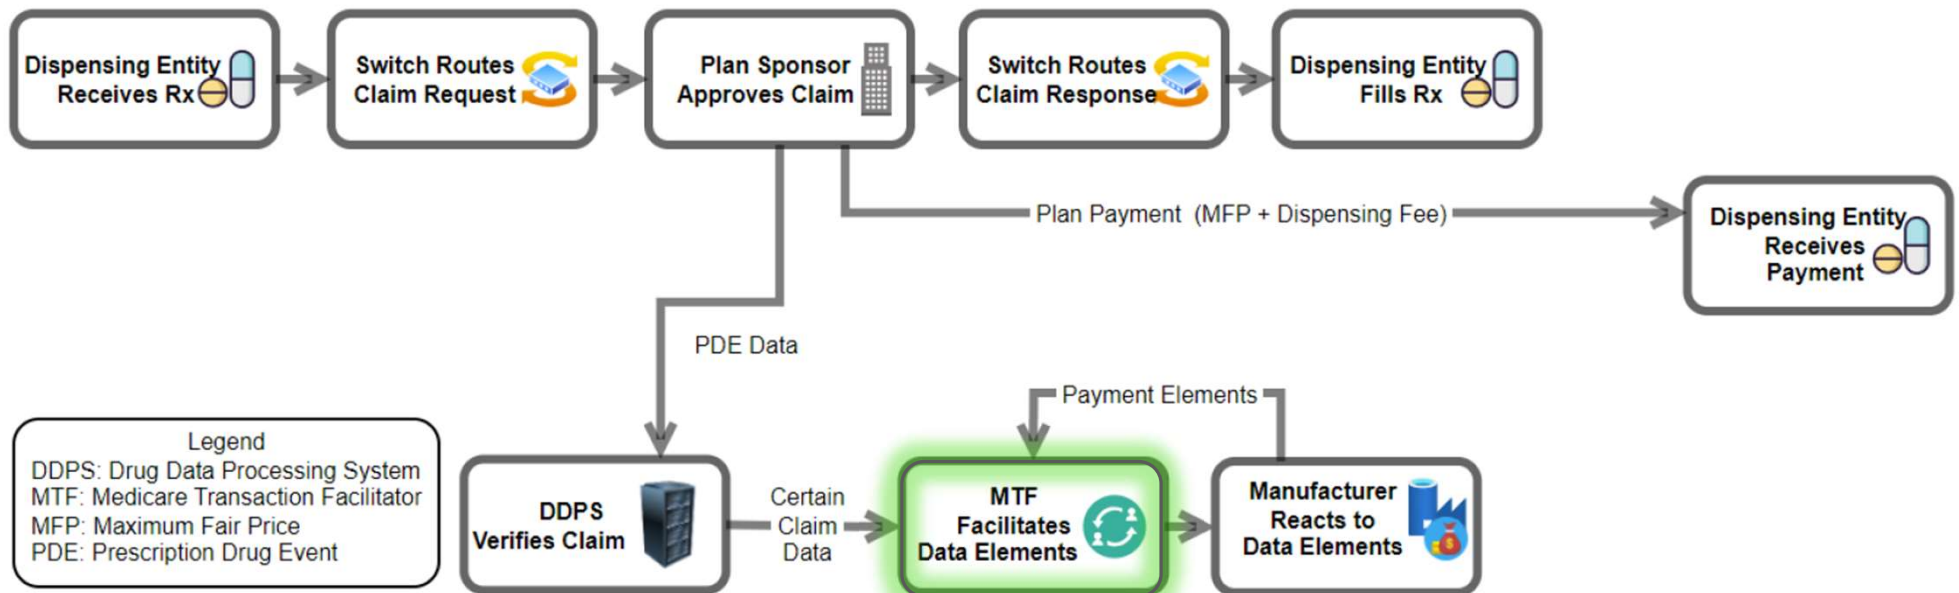 Dispensing Entity
Receives Rx
Switch Routes
Claim Request
Plan Sponsor
Approves Claim
Switch Routes
Claim Response
Dispensing Entity
Fills Rx
Plan Payment (MFP + Dispensing Fee)
Dispensing Entity
Receives
Payment
PDE Data
Payment Elements
Legend
DDPS: Drug Data Processing System
MTF: Medicare Transaction Facilitator
MFP: Maximum Fair Price
PDE: Prescription Drug Event
DDPS
Verifies Claim
Certain
Claim
Data
MTF
Facilitates
Data Elements
Manufacturer
Reacts to
Data Elements